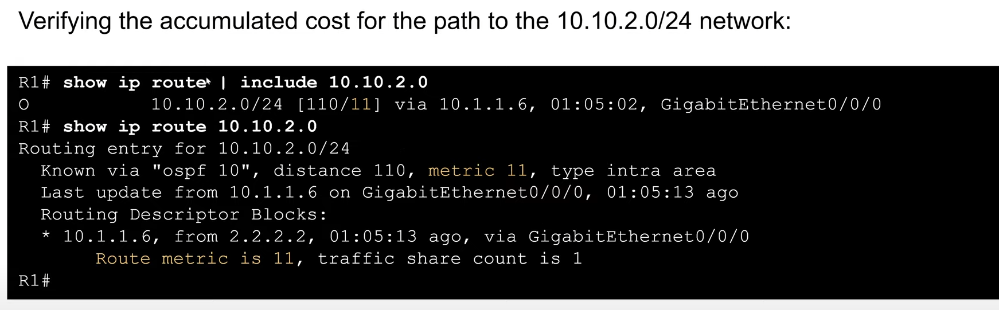 Verifying the accumulated cost for the path to the 10.10.2.0/24 network:
R1# show ip route | include 10.10.2.0
O 10.10.2.0/24 [110/11] via 10.1.1.6, 01:05:02, GigabitEthernet0/0/0
R1# show ip route 10.10.2.0
Routing entry for 10.10.2.0/24
Known via "ospf 10", distance 110, metric 11, type intra area
Last update from 10.1.1.6 on GigabitEthernet0/0/0, 01:05:13 ago
Routing Descriptor Blocks:
* 10.1.1.6, from 2.2.2.2, 01:05:13 ago, via GigabitEthernet0/0/0
Route metric is 11, traffic share count is 1
R1#